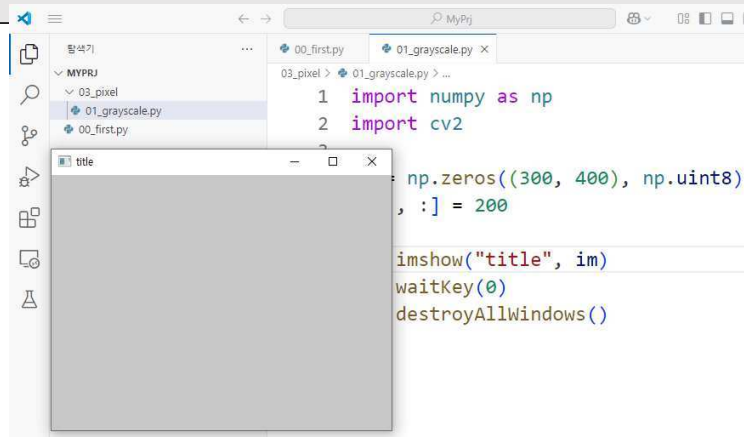 MyPrj
탐색기
00_first.py
01_grayscale.py
MYPRJ
03_pixel > 01_grayscale.py > ...
03_pixel
01_grayscale.py
00_first.py
1 import numpy as np
2 import cv2
title
= np.zeros((300, 400), np.uint8)
, :] = 200
imshow("title", im)
waitKey(0)
destroyAllWindows()